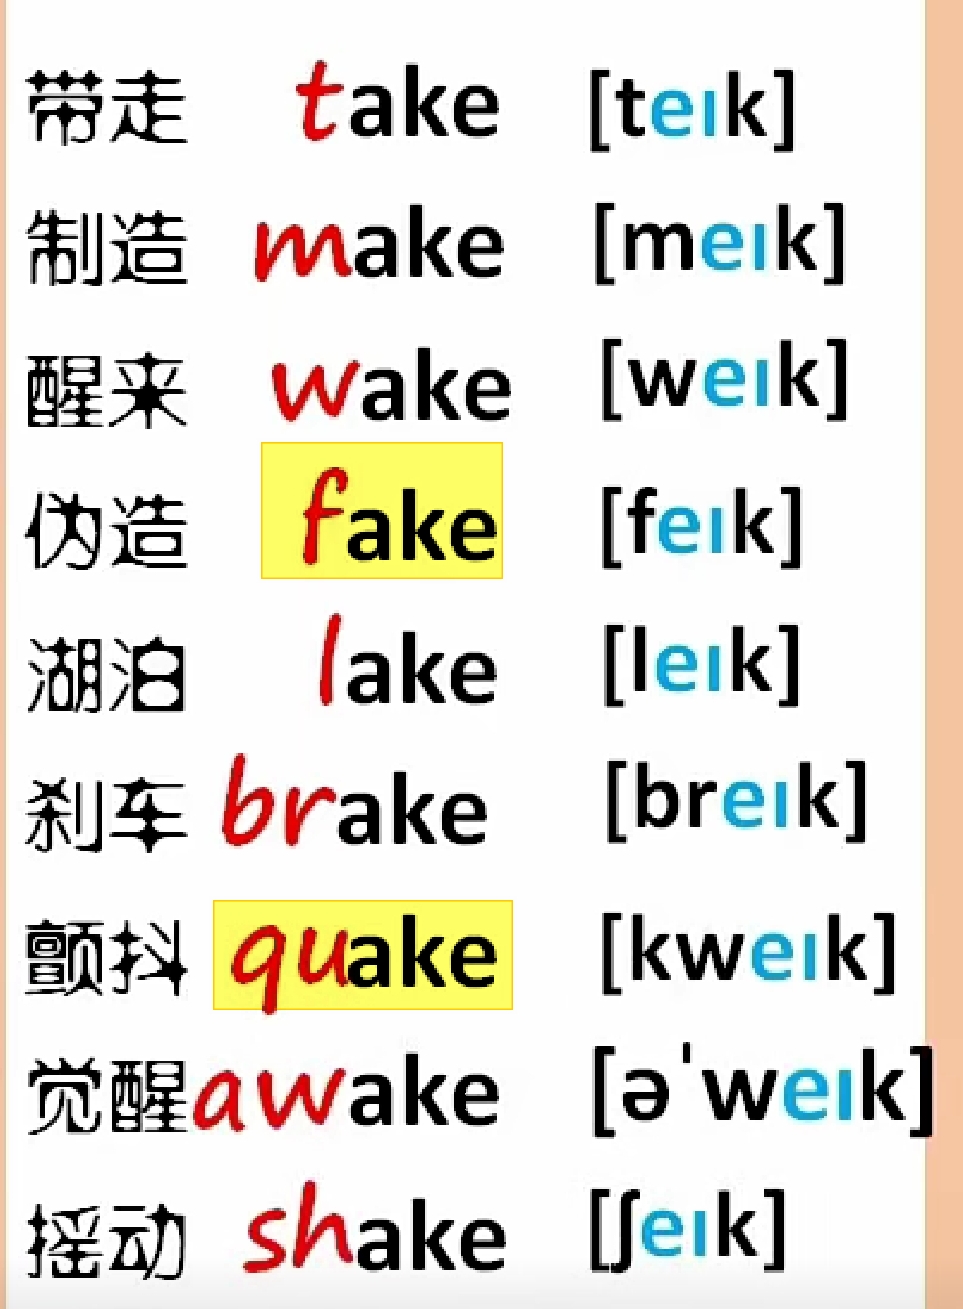 带走 take [teɪk]
制造 make [meɪk]
醒来 wake [weɪk]
伪造 fake [feɪk]
湖泊 lake [leɪk]
刹车 brake [breɪk]
颤抖 quake [kweɪk]
觉醒 awake [əˈweɪk]
摇动 shake [ʃeɪk]